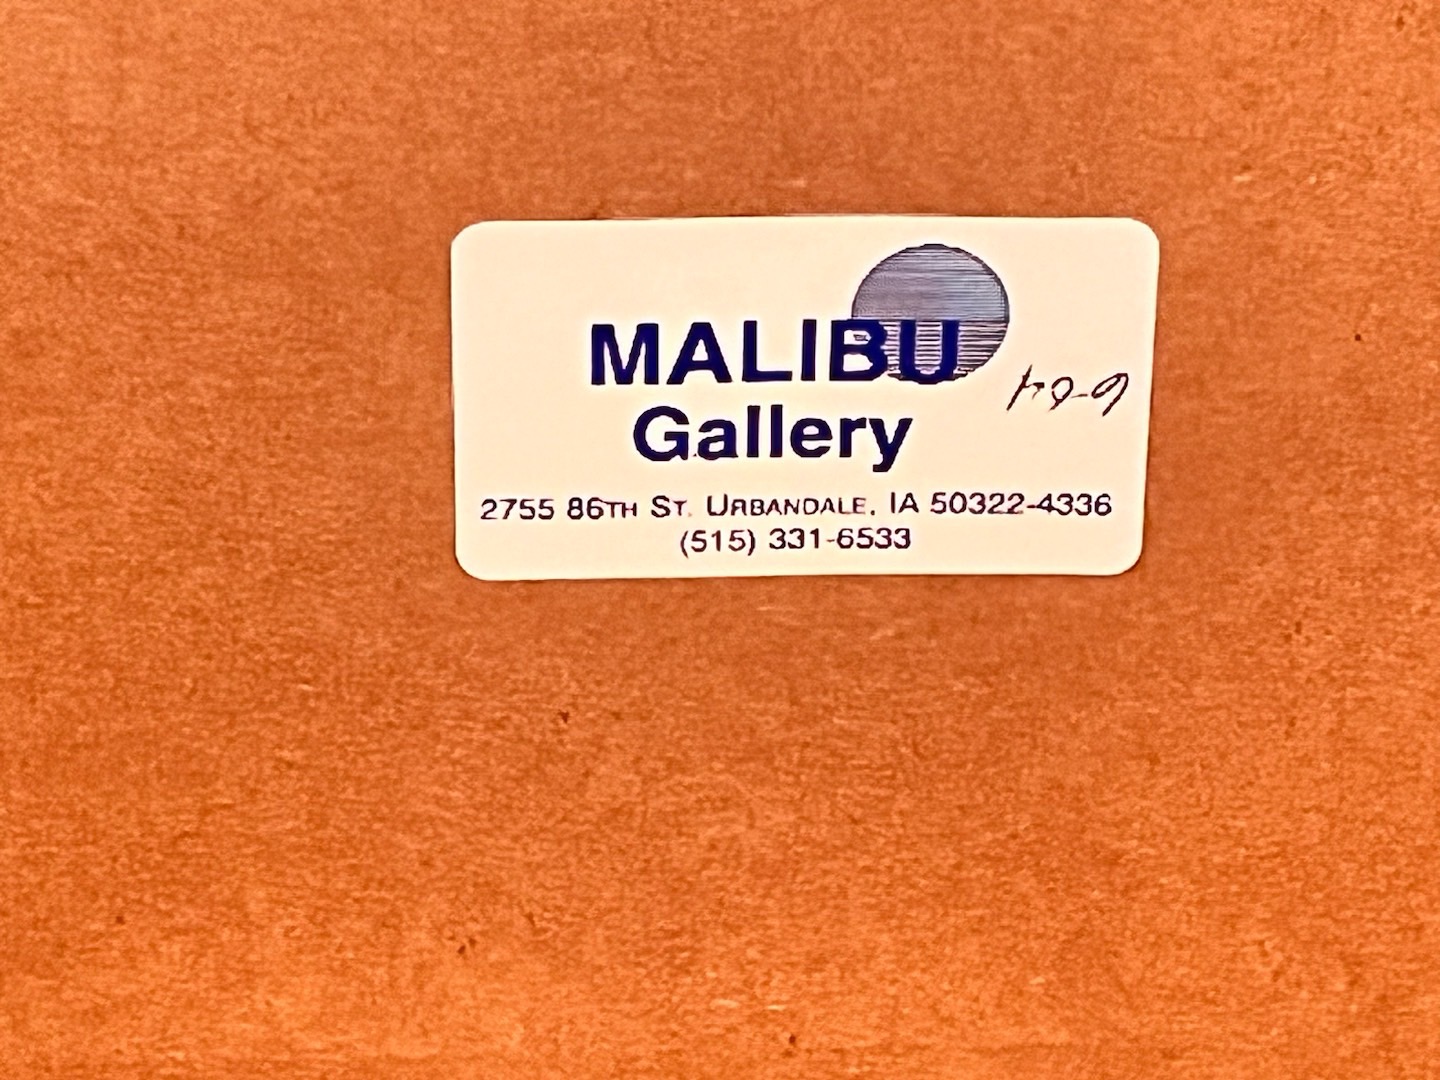 MALIBU
Gallery
2755 86TH ST. URBANDALE, IA 50322-4336
(515) 331-6533